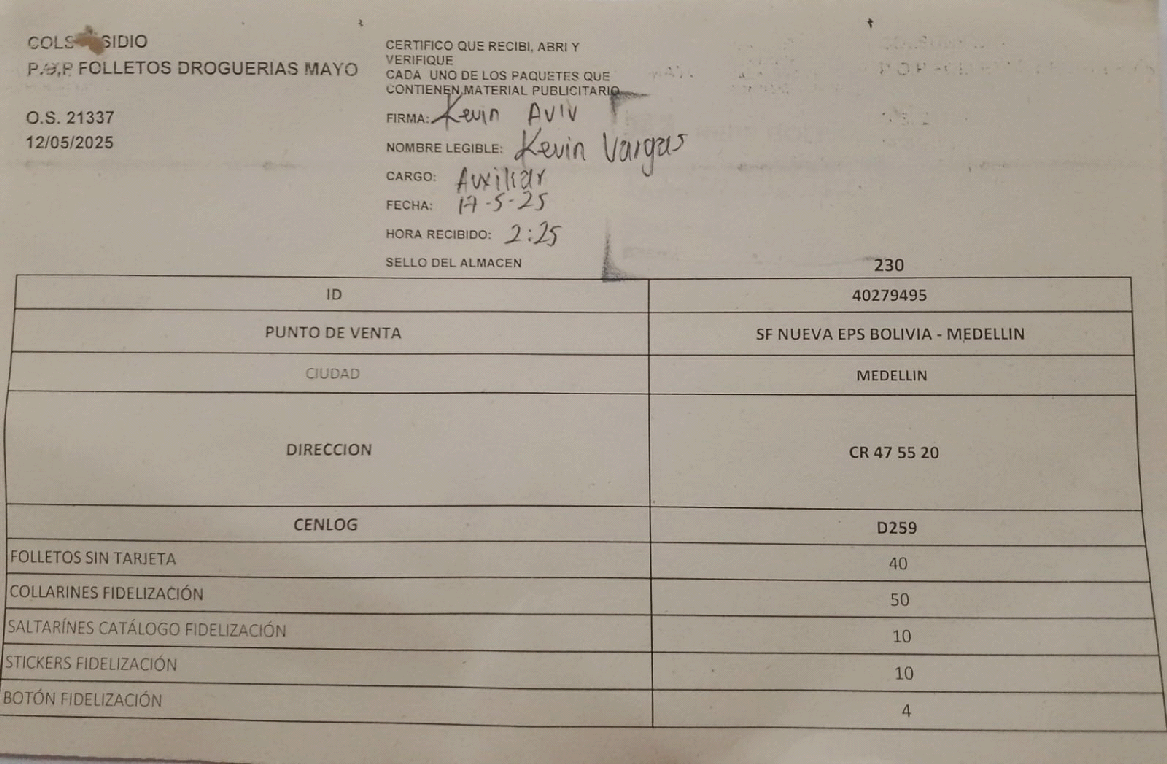 COLSUBSIDIO
P.O.P FOLLETOS DROGUERIAS MAYO
O.S. 21337
12/05/2025
CERTIFICO QUE RECIBI, ABRI Y
VERIFIQUE
CADA UNO DE LOS PAQUETES QUE
CONTIENEN MATERIAL PUBLICITARIO
FIRMA: Kevin Aviv
NOMBRE LEGIBLE: Kevin Vargas
CARGO: Auxiliar
FECHA: 17-5-25
HORA RECIBIDO: 2:25
SELLO DEL ALMACEN
230
ID 40279495
PUNTO DE VENTA SF NUEVA EPS BOLIVIA - MEDELLIN
CIUDAD MEDELLIN
DIRECCION CR 47 55 20
CENLOG D259
FOLLETOS SIN TARJETA 40
COLLARINES FIDELIZACIÓN 50
SALTARÍNES CATÁLOGO FIDELIZACIÓN 10
STICKERS FIDELIZACIÓN 10
BOTÓN FIDELIZACIÓN 4